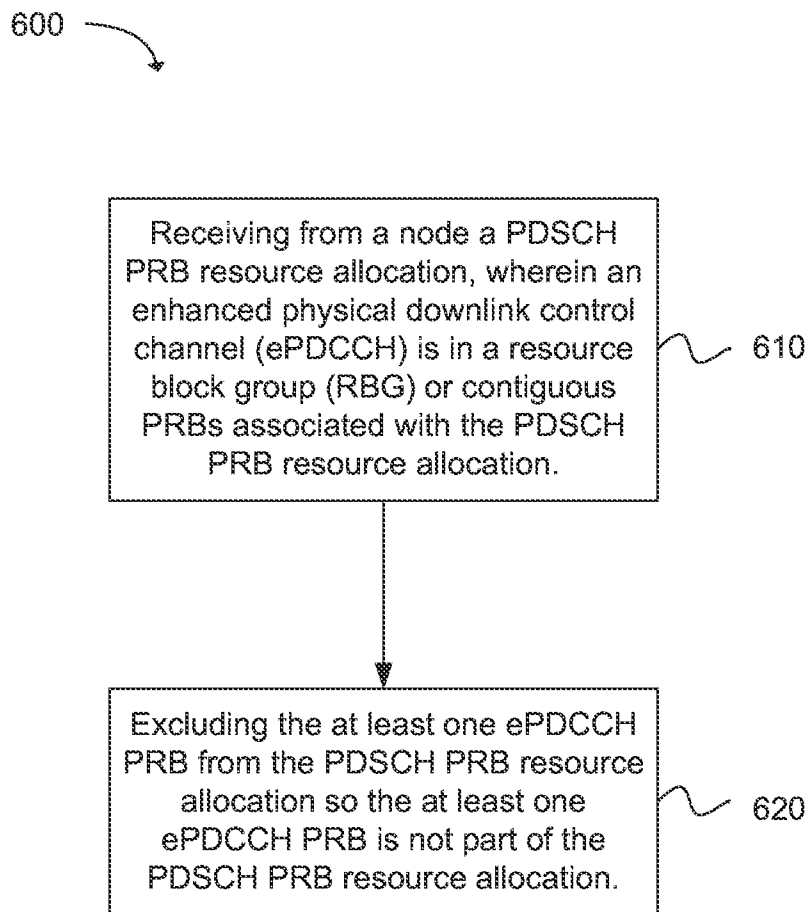 600
Receiving from a node a PDSCH
PRB resource allocation, wherein an
enhanced physical downlink control
channel (ePDCCH) is in a resource
block group (RBG) or contiguous
PRBs associated with the PDSCH
PRB resource allocation.
610
Excluding the at least one ePDCCH
PRB from the PDSCH PRB resource
allocation so the at least one
ePDCCH PRB is not part of the
PDSCH PRB resource allocation.
620